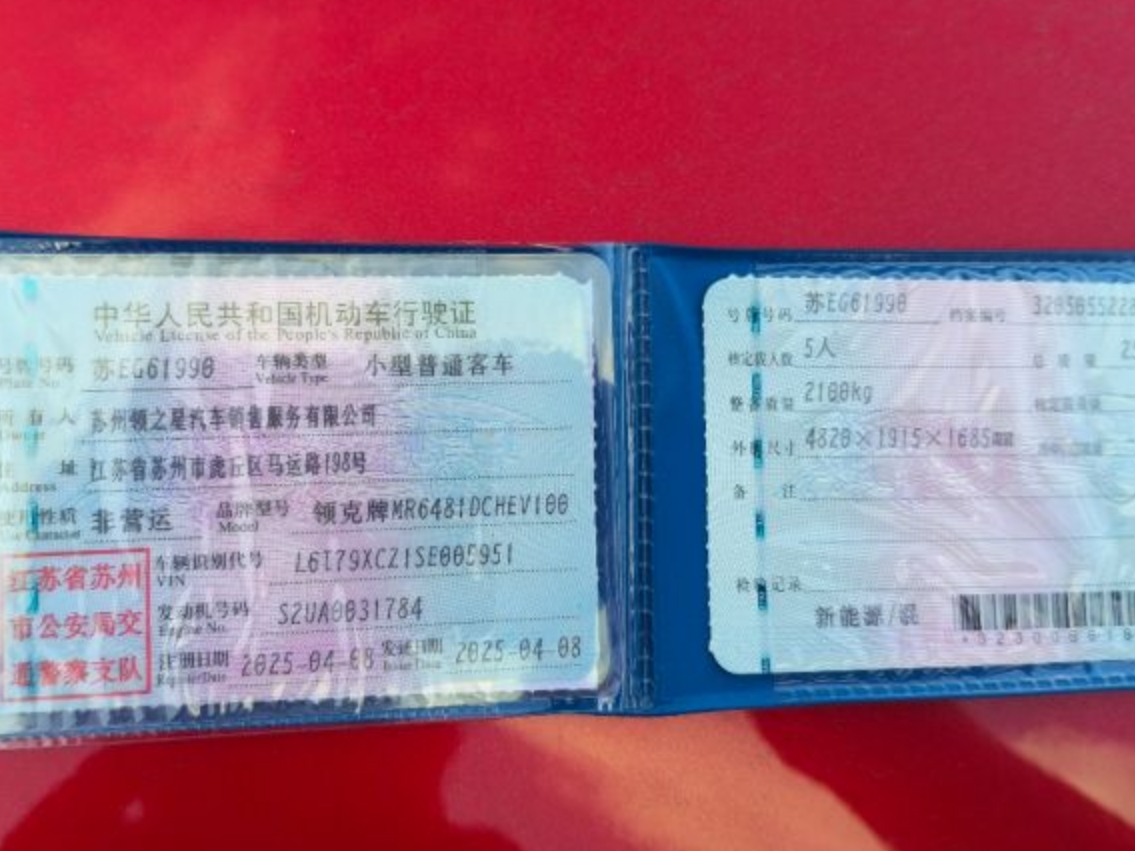 中华人民共和国机动车行驶证
Vehicle License of the People's Republic of China
号牌号码 苏EG61990 车辆类型 小型普通客车
Plate No. Vehicle Type
所有人 苏州领之星汽车销售服务有限公司
Owner
住址 江苏省苏州市虎丘区马运路198号
Address
使用性质 非营运 品牌型号 领克牌MR6481DCHEV100
Use Character Model
江苏省苏州
市公安局交
通警察支队
车辆识别代号 L6T79XCZ1SE005951
VIN
发动机号码 S2UA0031784
Engine No.
注册日期 2025-04-08 发证日期 2025-04-08
Register Date Issue Date
号牌号码 苏EG61990 档案编号
核定载人数 5人 总质量
整备质量 2100kg
外廓尺寸 4820×1915×1685mm
备注
检验记录
新能源/混